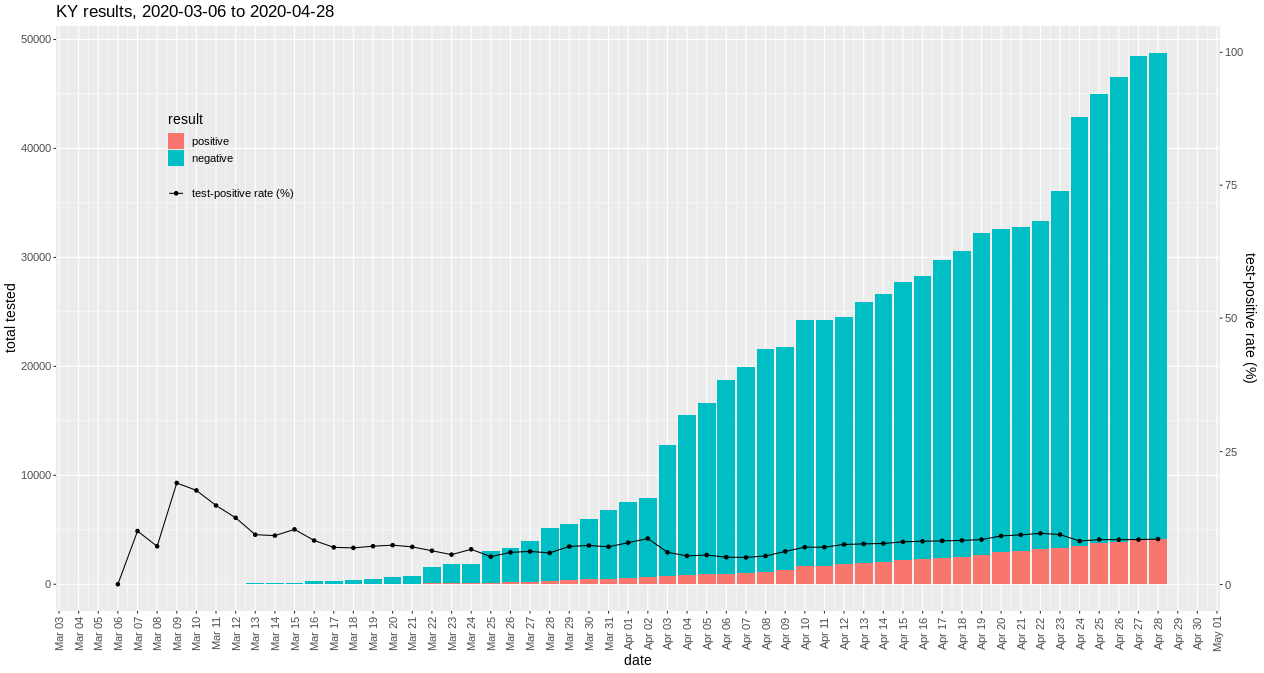 KY results, 2020-03-06 to 2020-04-28
total tested
50000
40000
30000
20000
10000
0
result
positive
negative
test-positive rate (%)
100
75
50
25
0
test-positive rate (%)
Mar 03
Mar 04
Mar 05
Mar 06
Mar 07
Mar 08
Mar 09
Mar 10
Mar 11
Mar 12
Mar 13
Mar 14
Mar 15
Mar 16
Mar 17
Mar 18
Mar 19
Mar 20
Mar 21
Mar 22
Mar 23
Mar 24
Mar 25
Mar 26
Mar 27
Mar 28
Mar 29
Mar 30
Mar 31
Apr 01
Apr 02
Apr 03
Apr 04
Apr 05
Apr 06
Apr 07
Apr 08
Apr 09
Apr 10
Apr 11
Apr 12
Apr 13
Apr 14
Apr 15
Apr 16
Apr 17
Apr 18
Apr 19
Apr 20
Apr 21
Apr 22
Apr 23
Apr 24
Apr 25
Apr 26
Apr 27
Apr 28
Apr 29
Apr 30
May 01
date